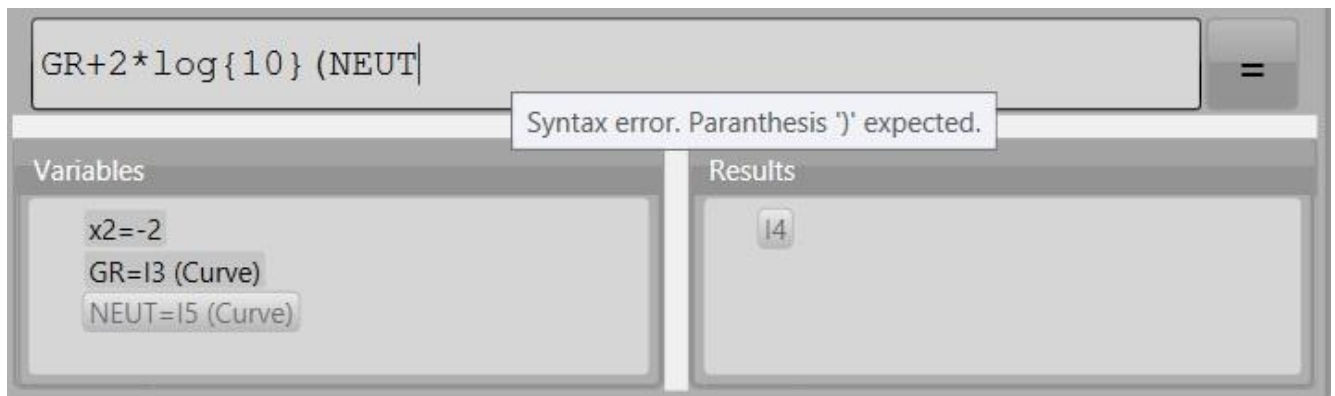 GR+2*log{10}(NEUT
=
Syntax error. Paranthesis ')' expected.
Variables
x2=-2
GR=I3 (Curve)
NEUT=I5 (Curve)
Results
I4